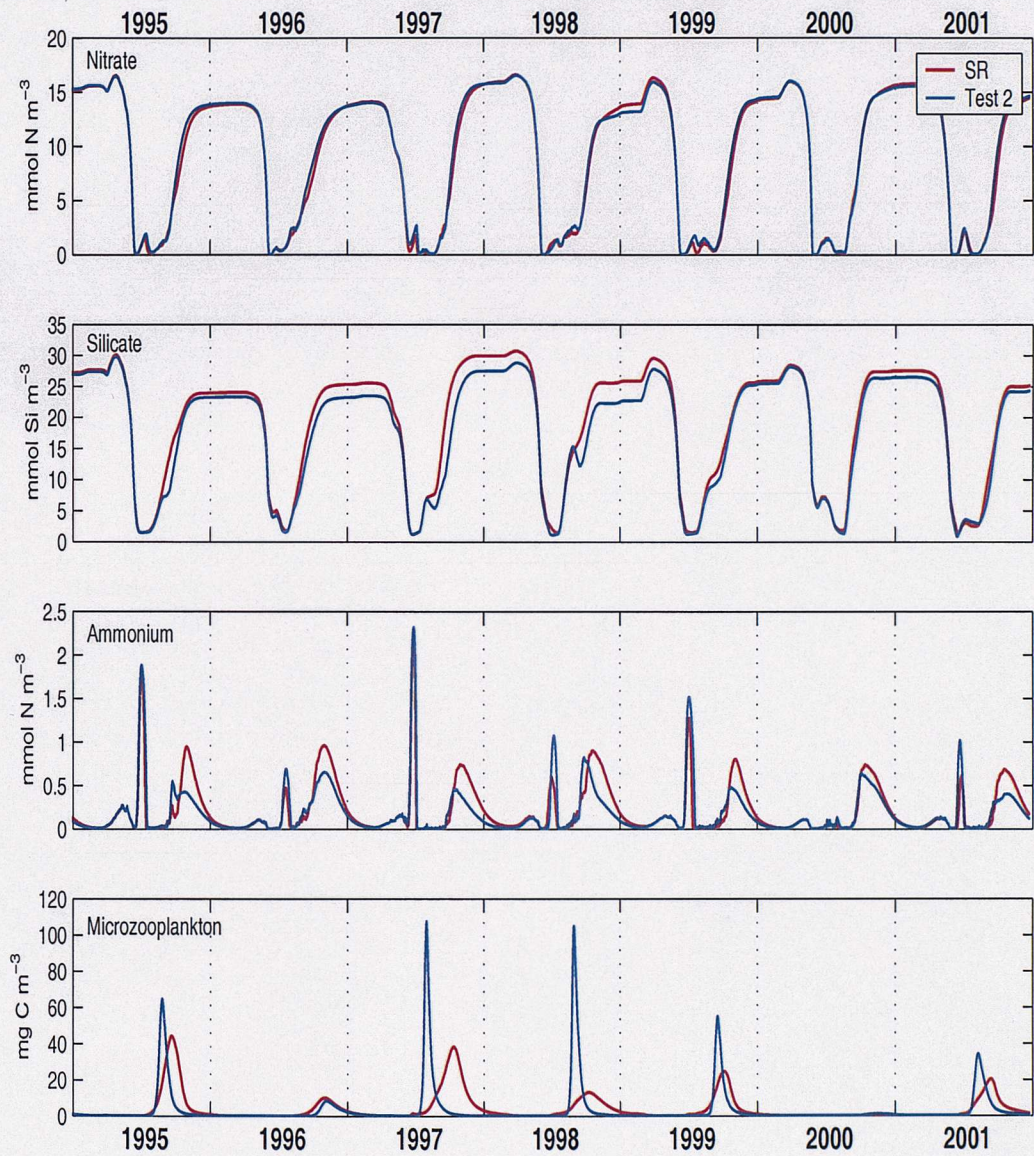 1995 1996 1997 1998 1999 2000 2001
20
15
10
5
0
mmol N m⁻³
Nitrate
SR
Test 2
35
30
25
20
15
10
5
0
mmol Si m⁻³
Silicate
2.5
2
1.5
1
0.5
0
mmol N m⁻³
Ammonium
120
100
80
60
40
20
0
mg C m⁻³
Microzooplankton
1995 1996 1997 1998 1999 2000 2001